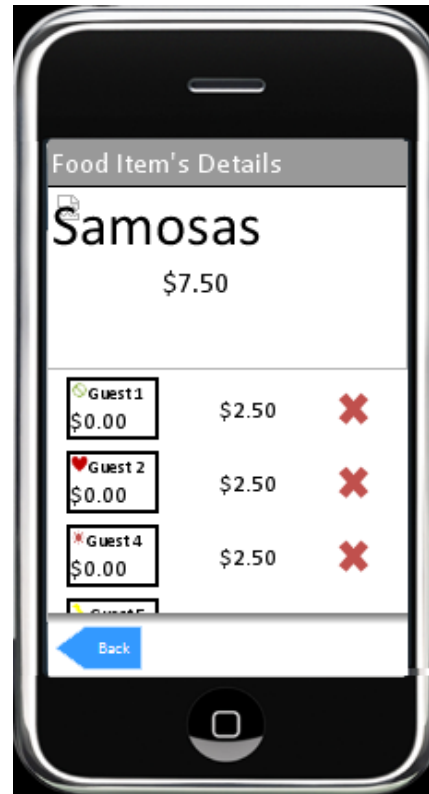 Food Item's Details
Samosas
$7.50
Guest 1
$0.00 $2.50
Guest 2
$0.00 $2.50
Guest 4
$0.00 $2.50
Back